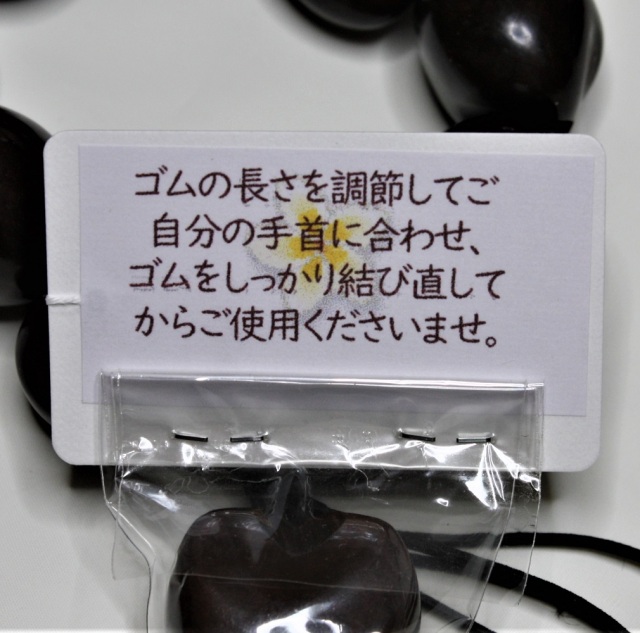 ゴムの長さを調節してご
自分の手首に合わせ、
ゴムをしっかり結び直して
からご使用くださいませ。